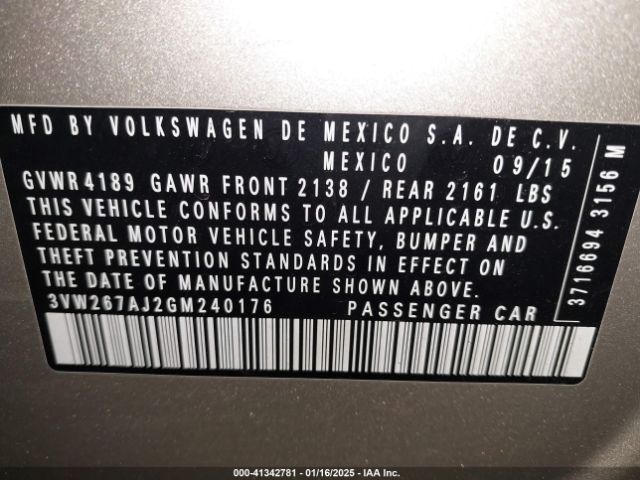 MFD BY VOLKSWAGEN DE MEXICO S.A. DE C.V.
MEXICO 09/15
GVWR 4189 GAWR FRONT 2138 / REAR 2161 LBS
THIS VEHICLE CONFORMS TO ALL APPLICABLE U.S.
FEDERAL MOTOR VEHICLE SAFETY, BUMPER AND
THEFT PREVENTION STANDARDS IN EFFECT ON
THE DATE OF MANUFACTURE SHOWN ABOVE.
3VW267AJ2GM240176 PASSENGER CAR
3716694 3156 M
000-41342781 - 01/16/2025 - IAA Inc.